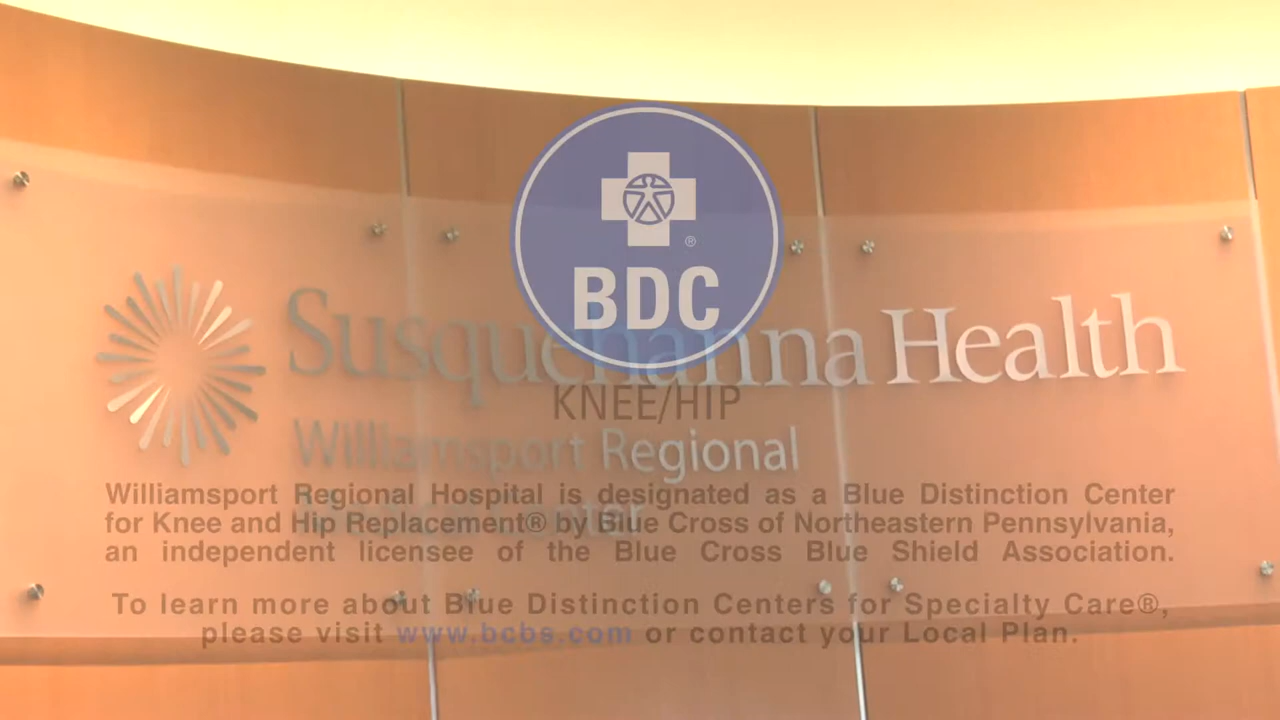 ®
BDC
Susquehanna Health
KNEE/HIP
Williamsport Regional
Williamsport Regional Hospital is designated as a Blue Distinction Center
for Knee and Hip Replacement® by Blue Cross of Northeastern Pennsylvania,
an independent licensee of the Blue Cross Blue Shield Association.
To learn more about Blue Distinction Centers for Specialty Care®,
please visit www.bcbs.com or contact your Local Plan.